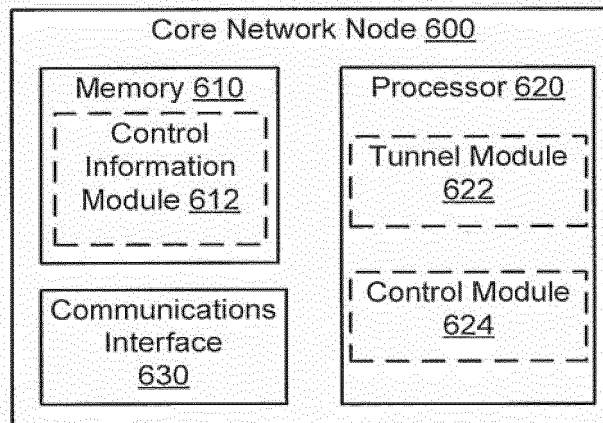 Core Network Node 600
Memory 610
Control
Information
Module 612
Communications
Interface
630
Processor 620
Tunnel Module
622
Control Module
624